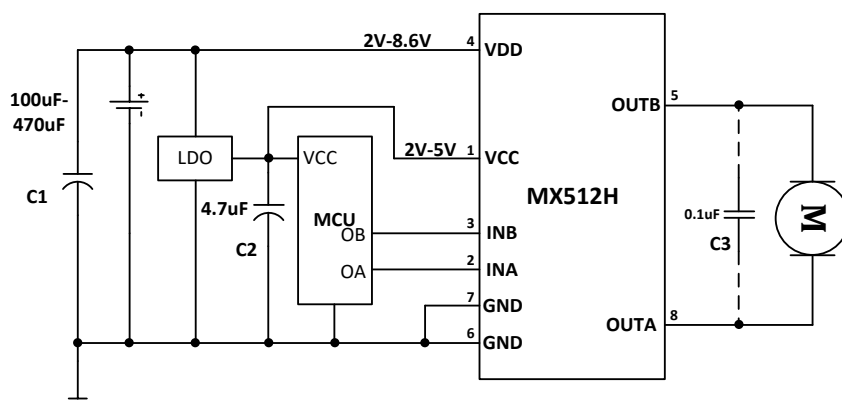 2V-8.6V
4
VDD
100uF-
470uF
+
-
OUTB
5
LDO
VCC
2V-5V
1
VCC
MX512H
C1
4.7uF
MCU
C2
OB
3
INB
0.1uF
C3
M
OA
2
INA
7
GND
OUTA
8
6
GND